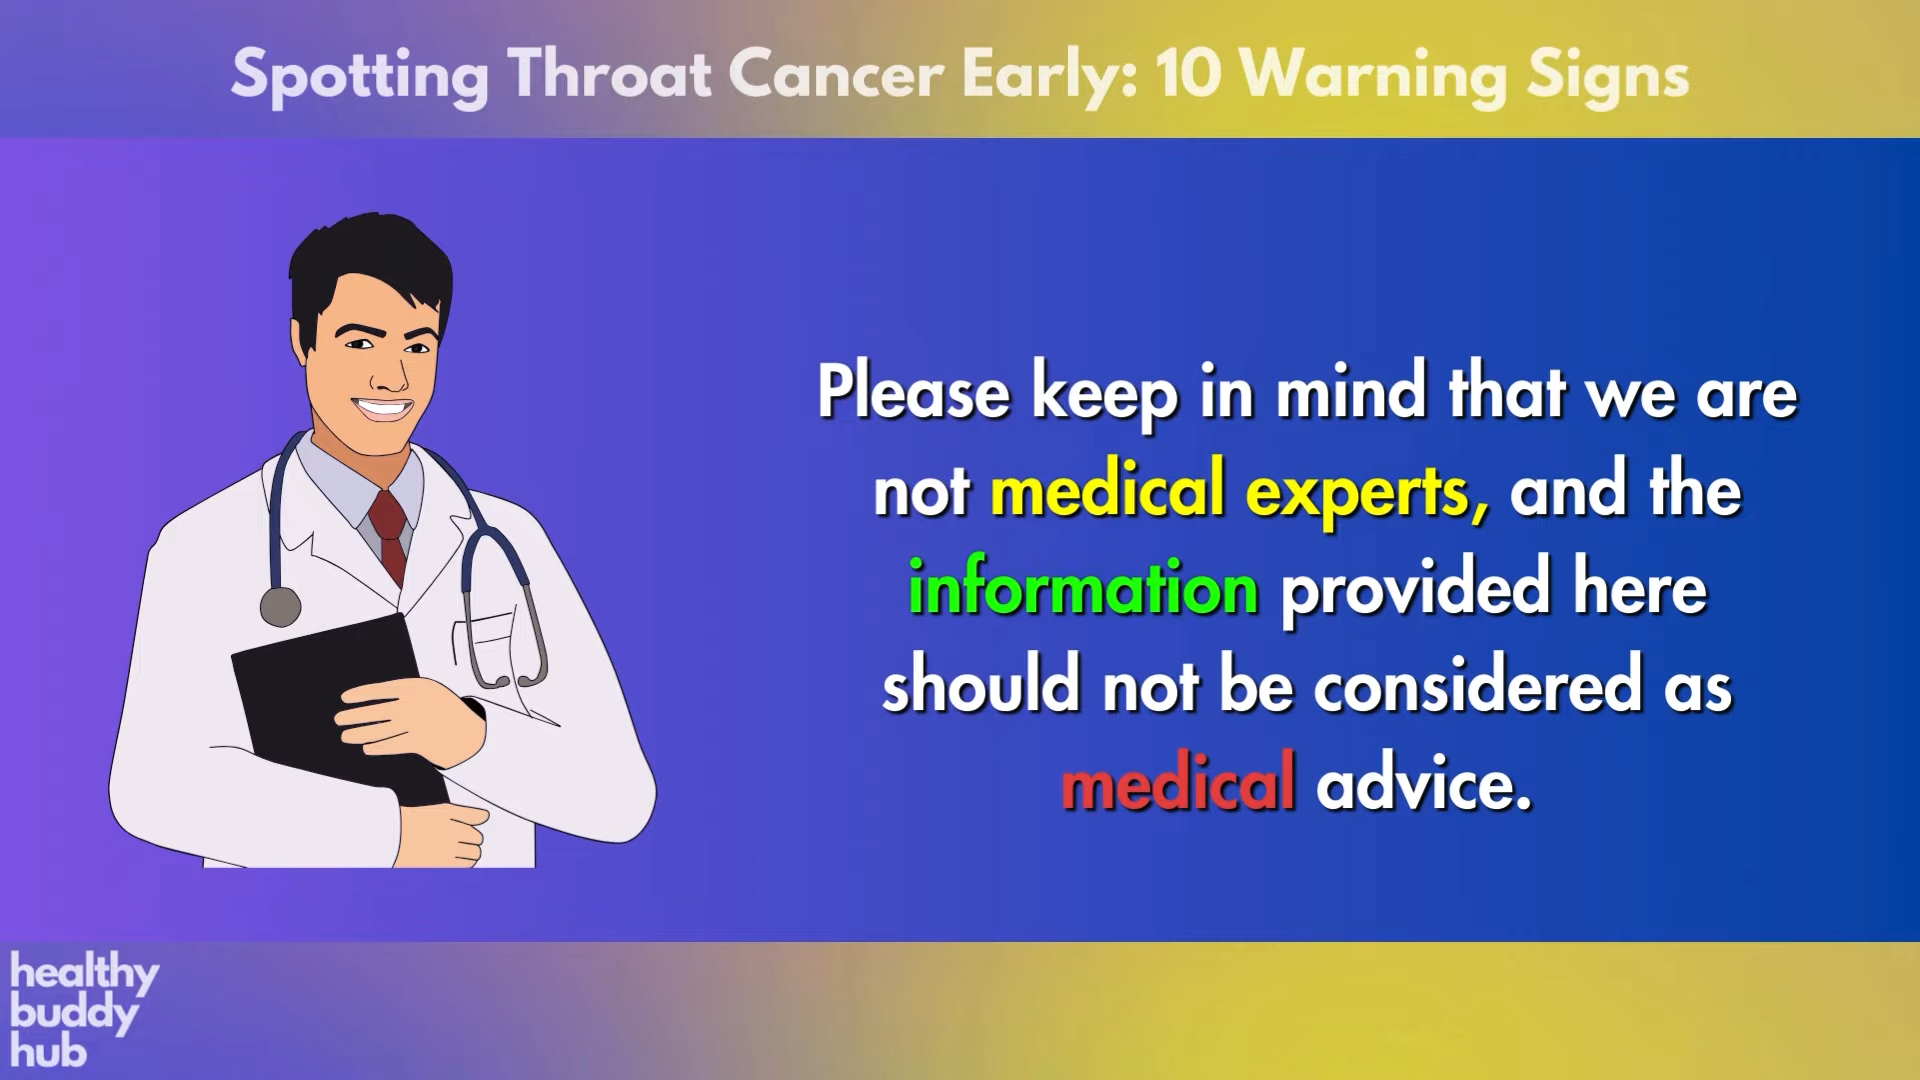 Spotting Throat Cancer Early: 10 Warning Signs
Please keep in mind that we are
not medical experts, and the
information provided here
should not be considered as
medical advice.
healthy
buddy
hub